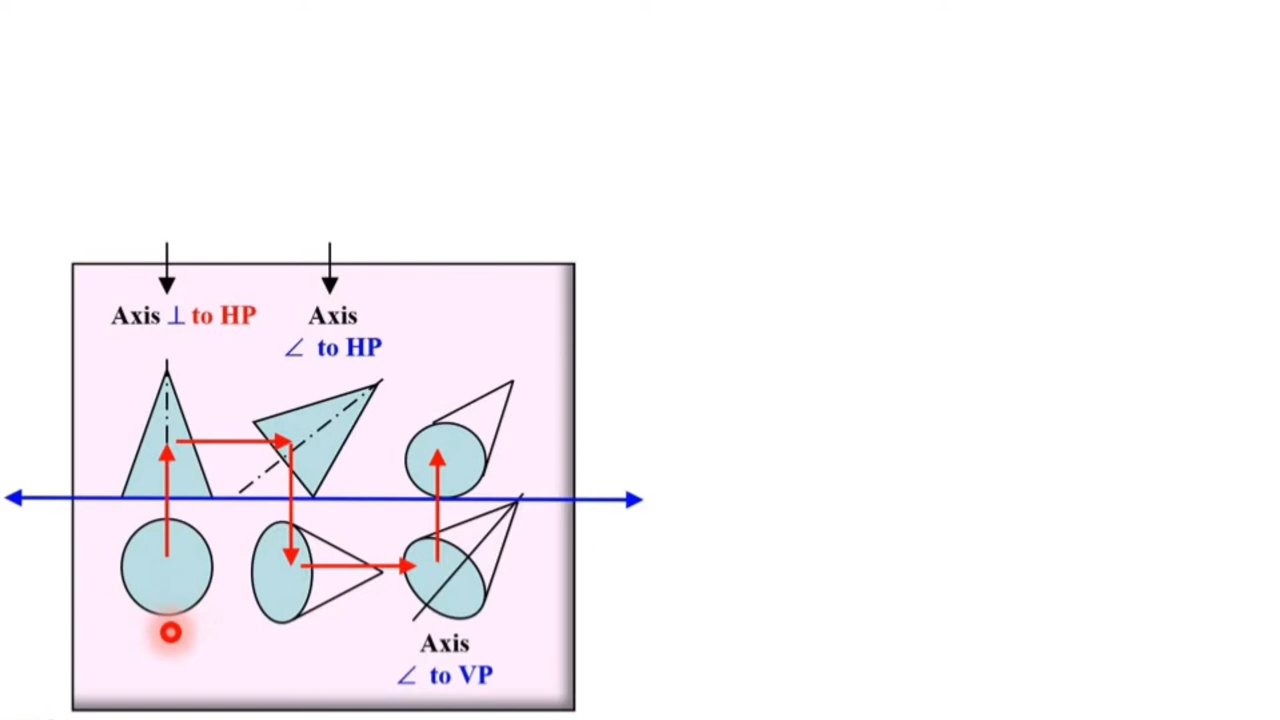 Axis ⊥ to HP
Axis
∠ to HP
Axis
∠ to VP